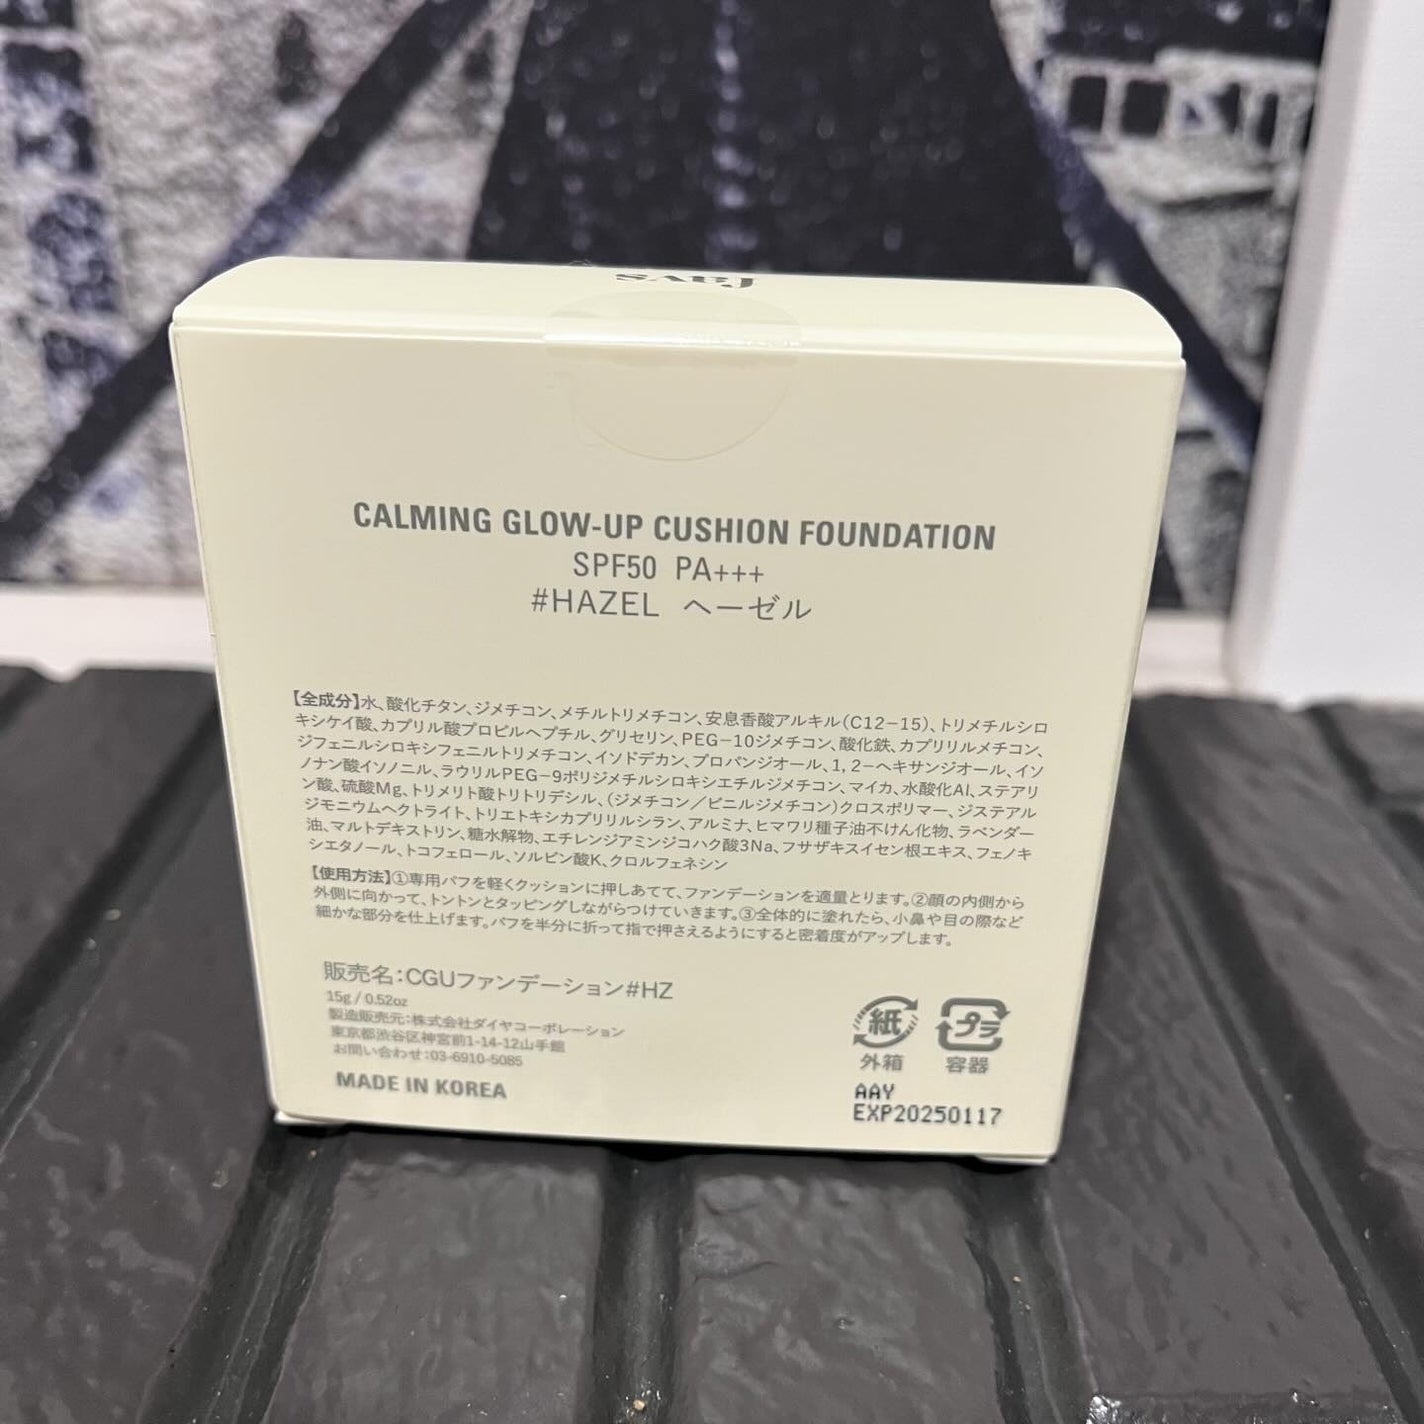 SABJ
CALMING GLOW-UP CUSHION FOUNDATION
SPF50 PA+++
#HAZEL ヘーゼル
【全成分】水、酸化チタン、ジメチコン、メチルトリメチコン、安息香酸アルキル(C12-15)、トリメチルシロ
キシケイ酸、カプリル酸プロピルヘプチル、グリセリン、PEG-10ジメチコン、酸化鉄、カプリリルメチコン、
ジフェニルシロキシフェニルトリメチコン、イソドデカン、プロパンジオール、1,2-ヘキサンジオール、イソ
ノナン酸イソノニル、ラウリルPEG-9ポリジメチルシロキシエチルジメチコン、マイカ、水酸化Al、ステアリ
ン酸、硫酸Mg、トリメリト酸トリトリデシル、(ジメチコン/ビニルジメチコン)クロスポリマー、ジステアル
ジモニウムヘクトライト、トリエトキシカプリリルシラン、アルミナ、ヒマワリ種子油不けん化物、ラベンダー
油、マルトデキストリン、糖水解物、エチレンジアミンジコハク酸3Na、フサザキスイセン根エキス、フェノキ
シエタノール、トコフェロール、ソルビン酸K、クロルフェネシン
【使用方法】①専用パフを軽くクッションに押しあてて、ファンデーションを適量とります。②顔の内側から
外側に向かって、トントンとタッピングしながらつけていきます。③全体的に塗れたら、小鼻や目の際など
細かな部分を仕上げます。パフを半分に折って指で押さえるようにすると密着度がアップします。
販売名:CGUファンデーション#HZ
15g / 0.52oz
製造販売元:株式会社ダイヤコーポレーション
東京都渋谷区神宮前1-14-12山手館
お問い合わせ:03-6910-5085
MADE IN KOREA
紙
外箱
プラ
容器
AAY
EXP20250117